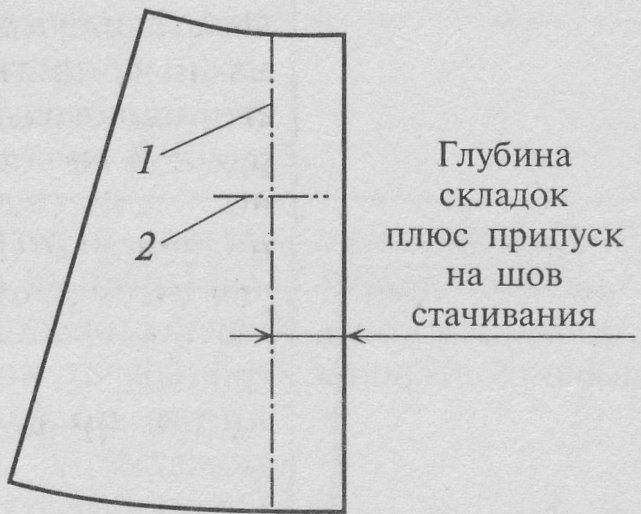 1
2
Глубина
складок
плюс припуск
на шов
стачивания